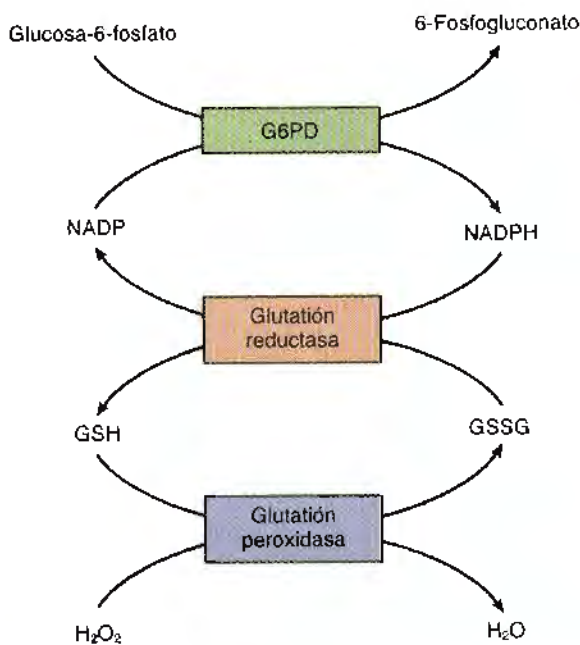 Glucosa-6-fosfato
6-Fosfogluconato
G6PD
NADP
NADPH
Glutatión
reductasa
GSH
GSSG
Glutatión
peroxidasa
H₂O₂
H₂O